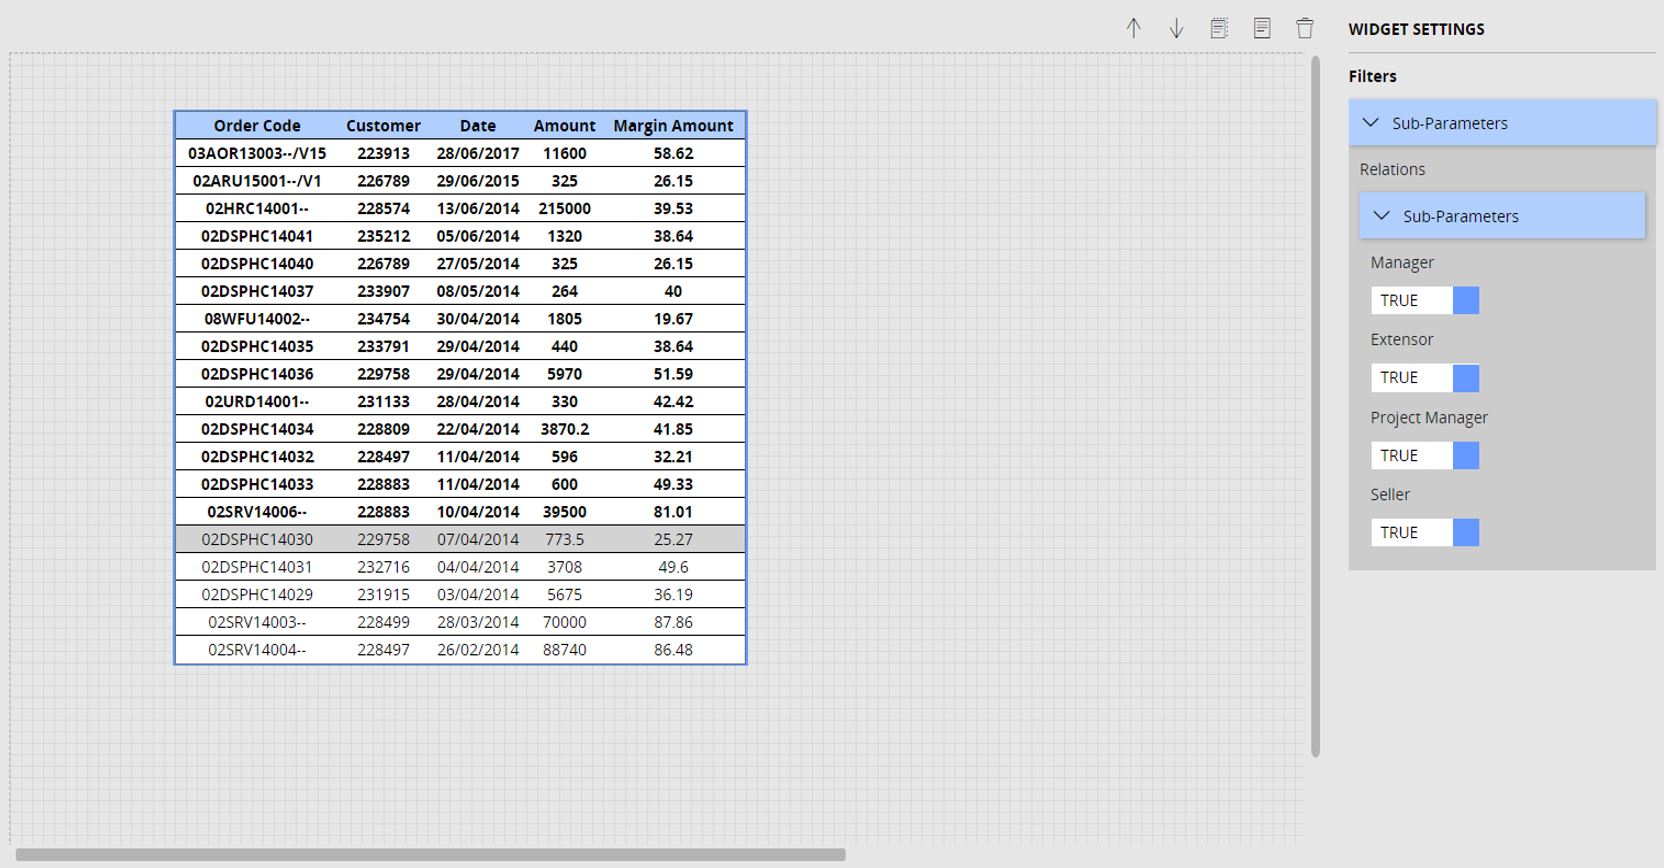 WIDGET SETTINGS
Filters
Sub-Parameters
Relations
Sub-Parameters
Manager
TRUE
Extensor
TRUE
Project Manager
TRUE
Seller
TRUE
Order Code Customer Date Amount Margin Amount
03AOR13003--/V15 223913 28/06/2017 11600 58.62
02ARU15001--/V1 226789 29/06/2015 325 26.15
02HRC14001-- 228574 13/06/2014 215000 39.53
02DSPHC14041 235212 05/06/2014 1320 38.64
02DSPHC14040 226789 27/05/2014 325 26.15
02DSPHC14037 233907 08/05/2014 264 40
08WFU14002-- 234754 30/04/2014 1805 19.67
02DSPHC14035 233791 29/04/2014 440 38.64
02DSPHC14036 229758 29/04/2014 5970 51.59
02URD14001-- 231133 28/04/2014 330 42.42
02DSPHC14034 228809 22/04/2014 3870.2 41.85
02DSPHC14032 228497 11/04/2014 596 32.21
02DSPHC14033 228883 11/04/2014 600 49.33
02SRV14006-- 228883 10/04/2014 39500 81.01
02DSPHC14030 229758 07/04/2014 773.5 25.27
02DSPHC14031 232716 04/04/2014 3708 49.6
02DSPHC14029 231915 03/04/2014 5675 36.19
02SRV14003-- 228499 28/03/2014 70000 87.86
02SRV14004-- 228497 26/02/2014 88740 86.48